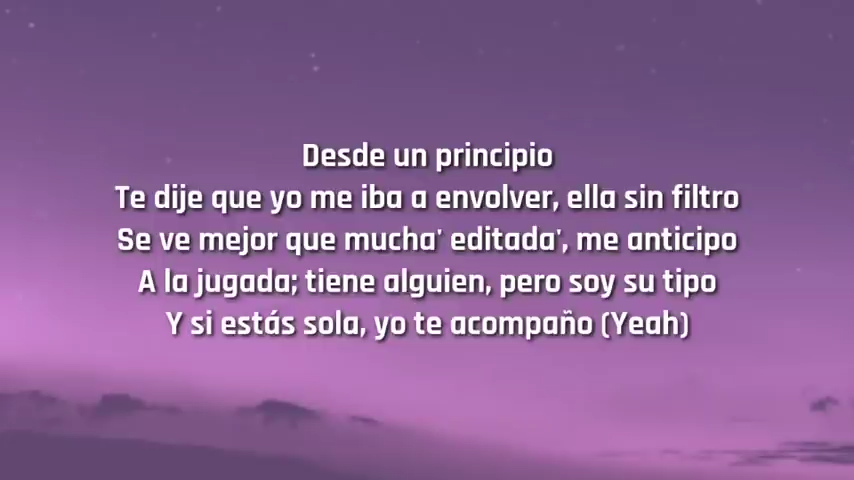 Desde un principio
Te dije que yo me iba a envolver, ella sin filtro
Se ve mejor que mucha' editada', me anticipo
A la jugada; tiene alguien, pero soy su tipo
Y si estás sola, yo te acompaño (Yeah)